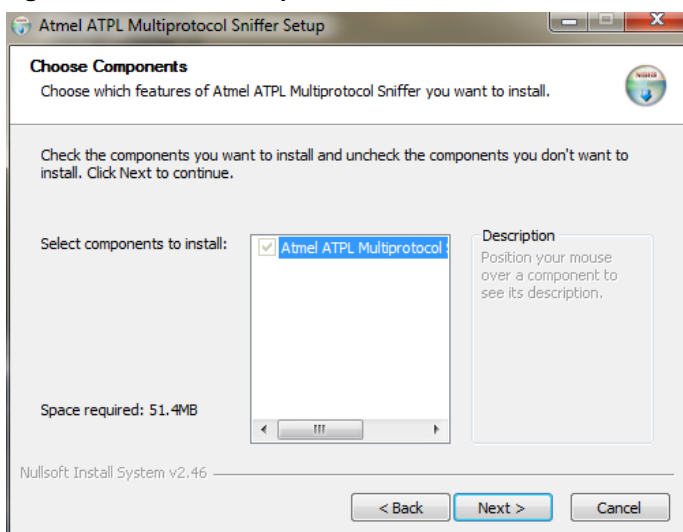 Atmel ATPL Multiprotocol Sniffer Setup
Choose Components
Choose which features of Atmel ATPL Multiprotocol Sniffer you want to install.
Check the components you want to install and uncheck the components you don't want to
install. Click Next to continue.
Select components to install:
Atmel ATPL Multiprotocol
Description
Position your mouse
over a component to
see its description.
Space required: 51.4MB
Nullsoft Install System v2.46
< Back
Next >
Cancel